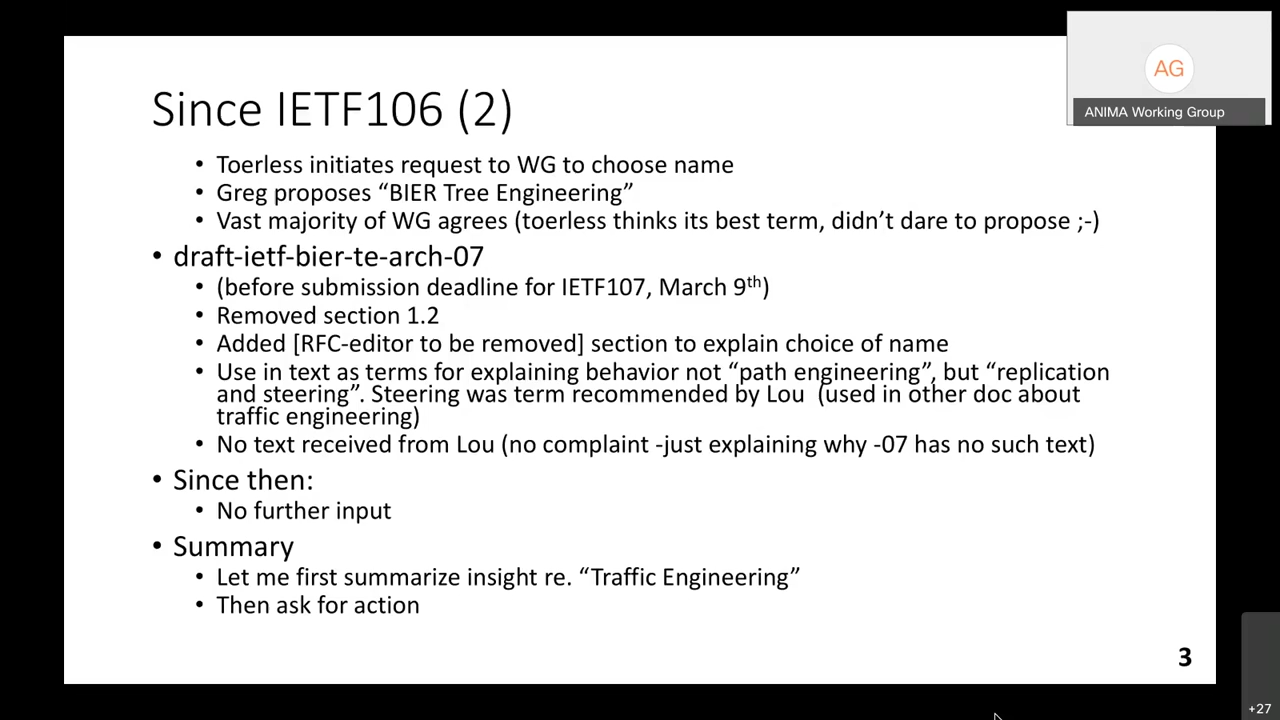 AG
ANIMA Working Group
Since IETF106 (2)
• Toerless initiates request to WG to choose name
• Greg proposes “BIER Tree Engineering”
• Vast majority of WG agrees (toerless thinks its best term, didn’t dare to propose ;-)
• draft-ietf-bier-te-arch-07
• (before submission deadline for IETF107, March 9th)
• Removed section 1.2
• Added [RFC-editor to be removed] section to explain choice of name
• Use in text as terms for explaining behavior not “path engineering”, but “replication
and steering”. Steering was term recommended by Lou  (used in other doc about
traffic engineering)
• No text received from Lou (no complaint -just explaining why -07 has no such text)
• Since then:
• No further input
• Summary
• Let me first summarize insight re. “Traffic Engineering”
• Then ask for action
3
+27